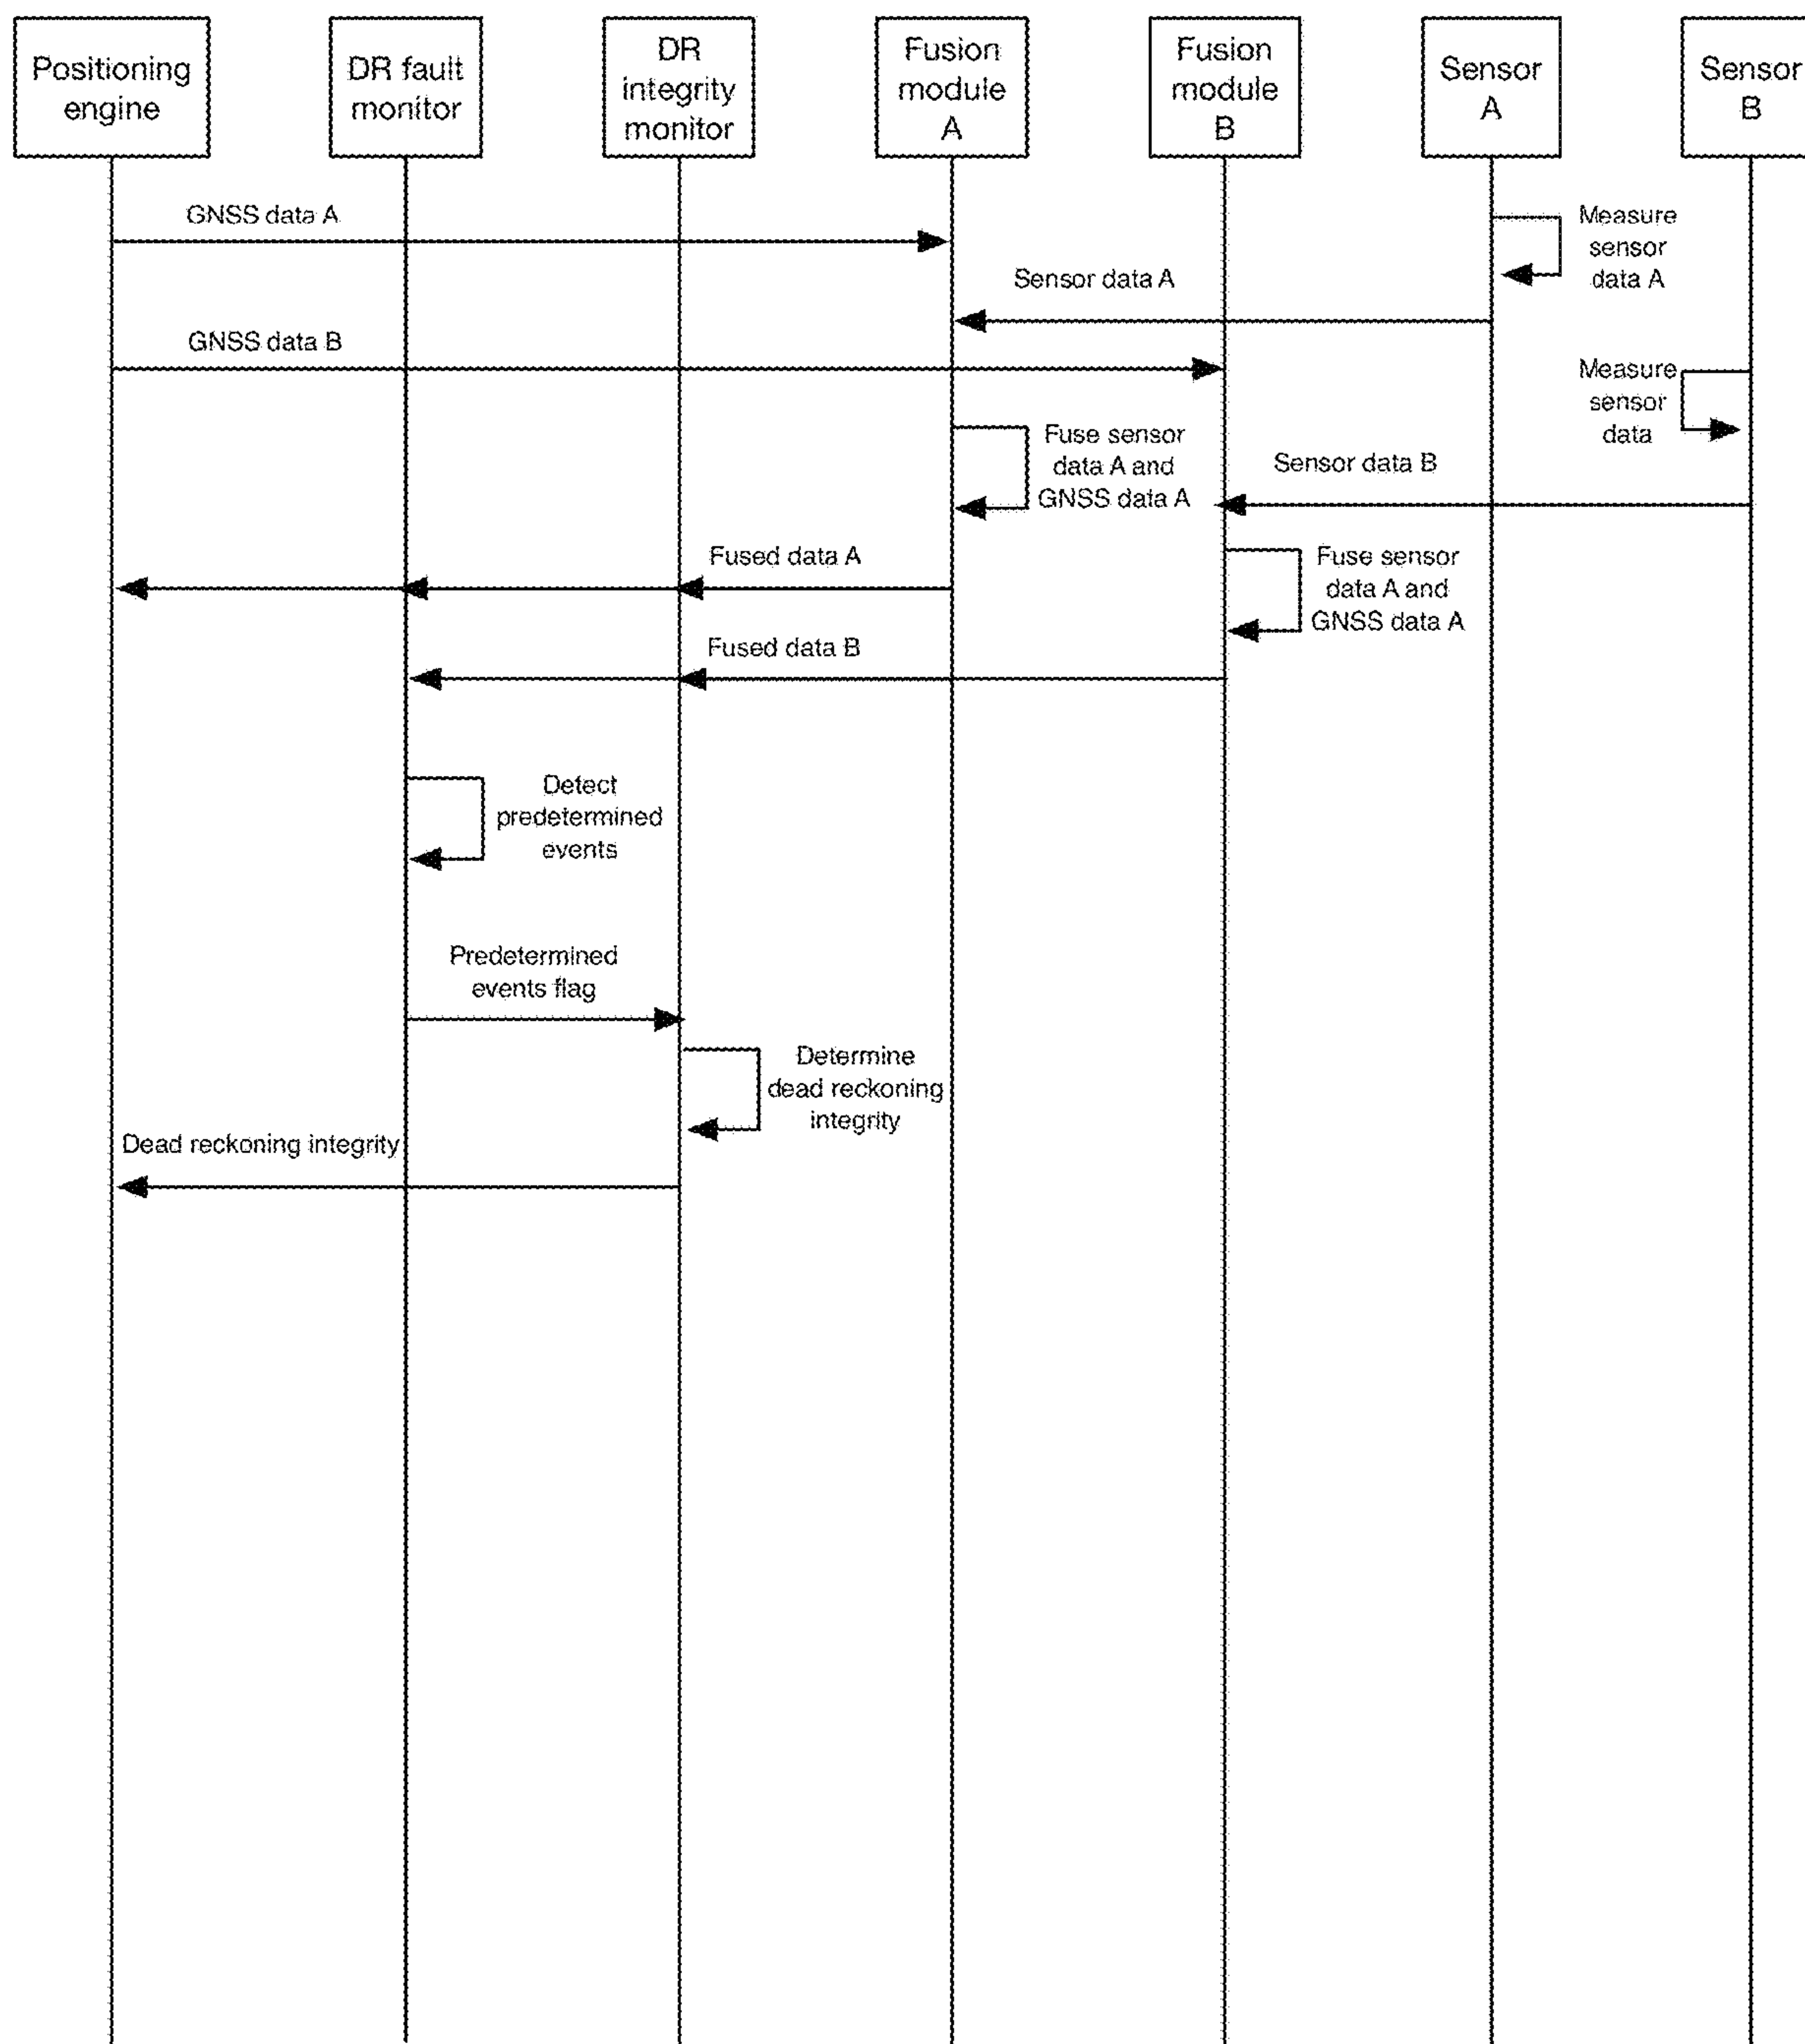 Positioning
engine
DR fault
monitor
DR
integrity
monitor
Fusion
module
A
Fusion
module
B
Sensor
A
Sensor
B
GNSS data A
Measure
sensor
data A
Sensor data A
GNSS data B
Measure
sensor
data
Fuse sensor
data A and
GNSS data A
Sensor data B
Fused data A
Fuse sensor
data A and
GNSS data A
Fused data B
Detect
predetermined
events
Predetermined
events flag
Determine
dead reckoning
integrity
Dead reckoning integrity